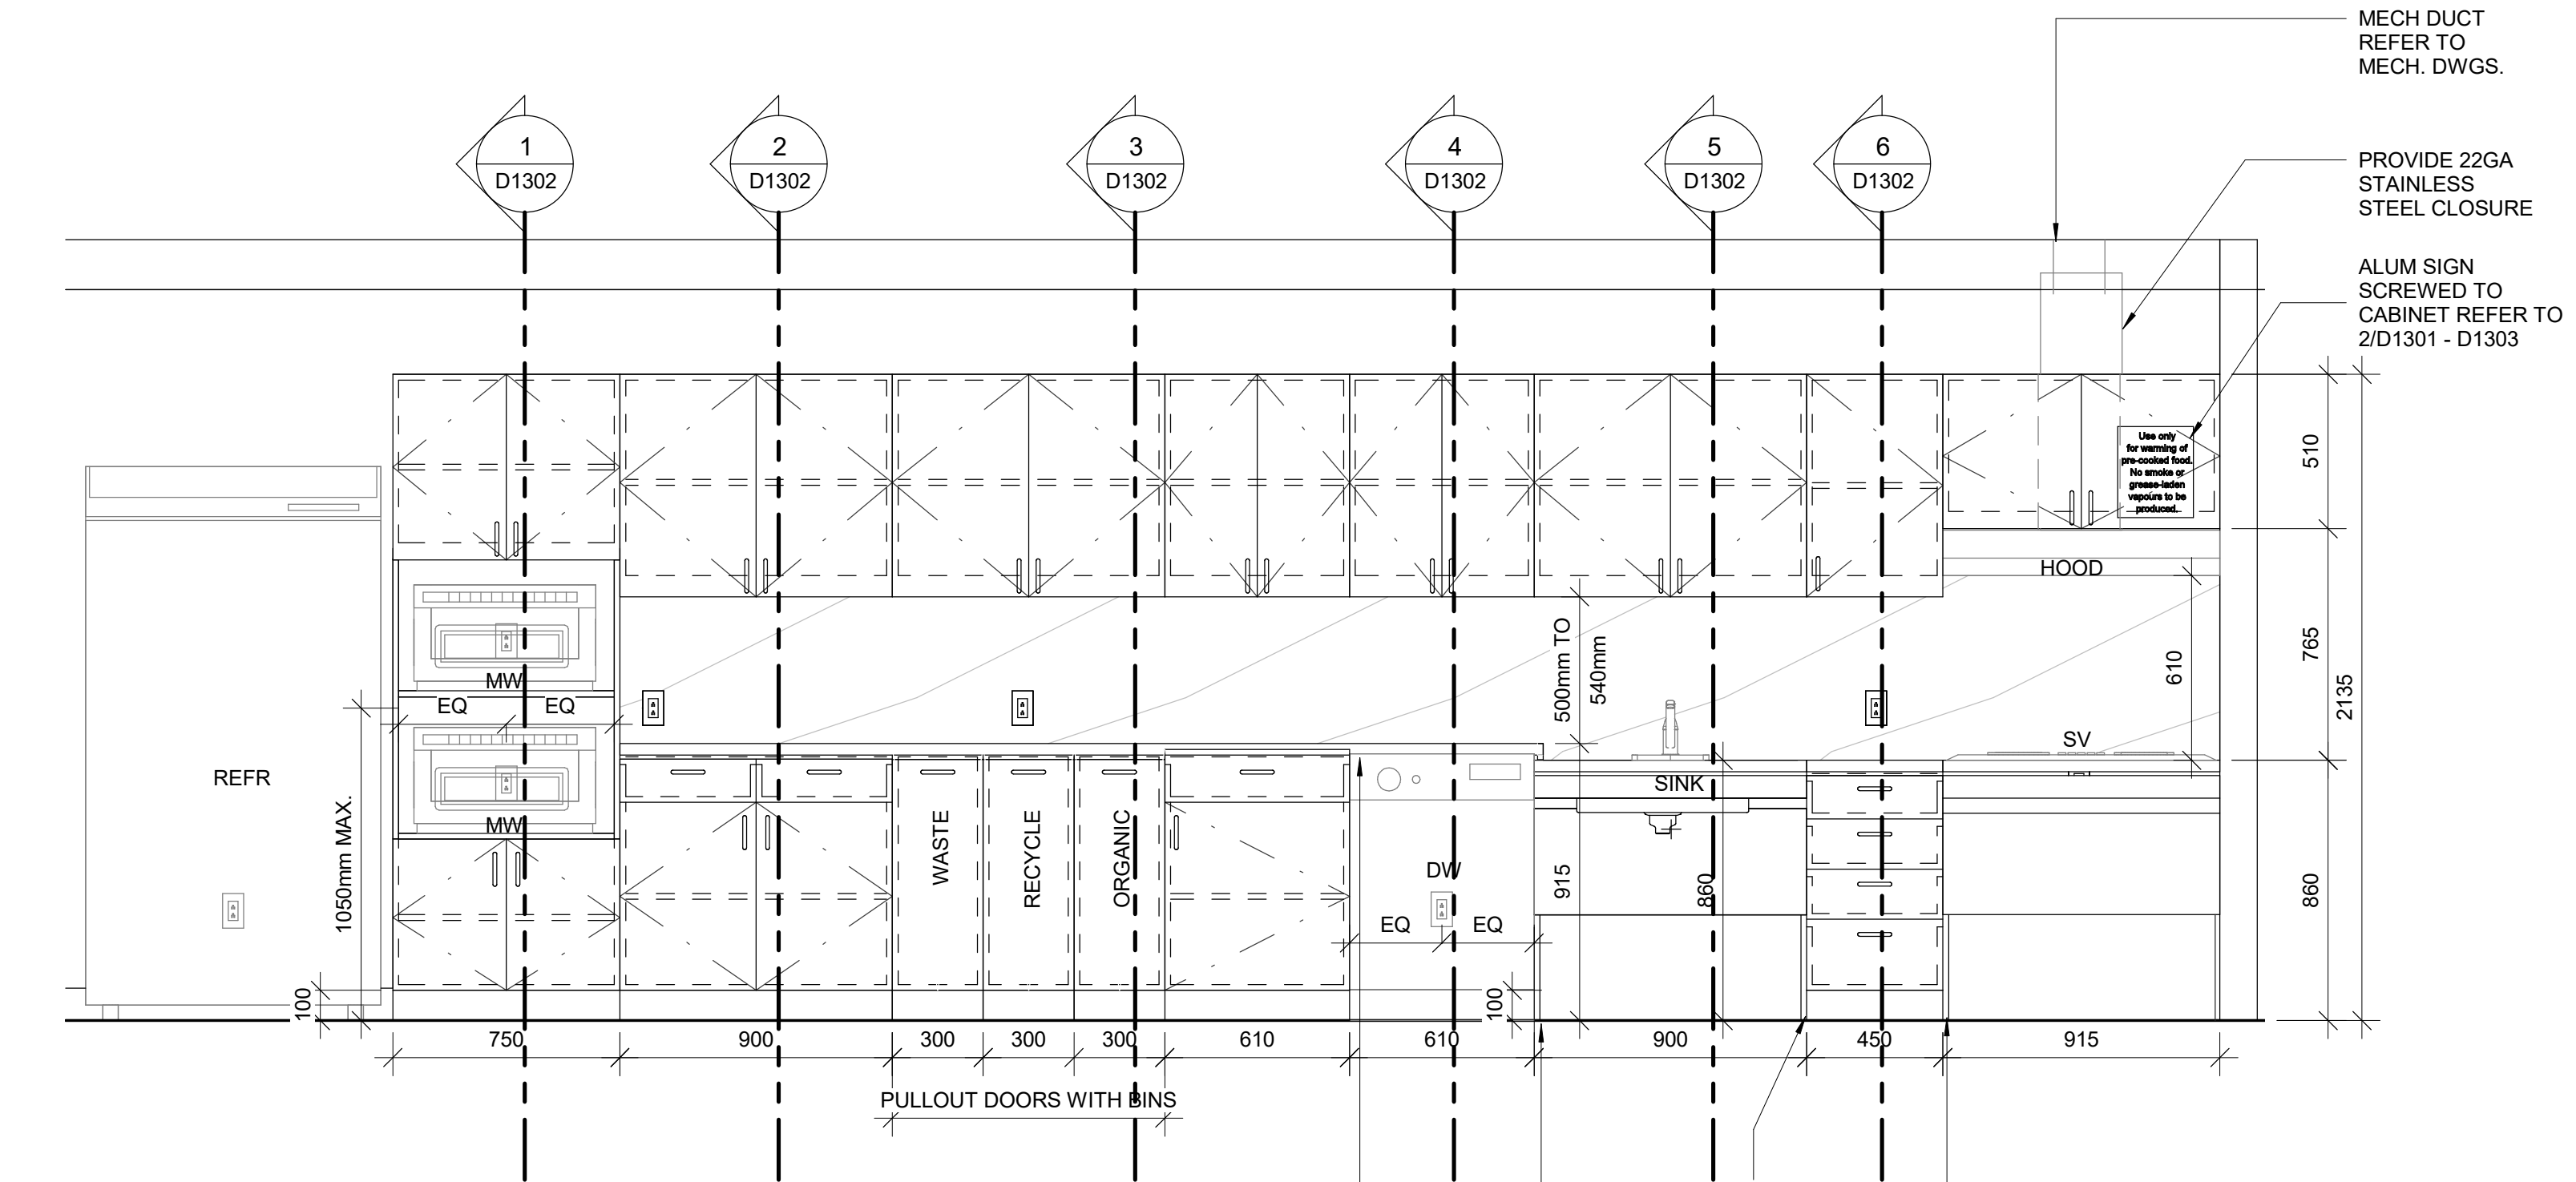 MECH DUCT
REFER TO
MECH. DWGS.
1
D1302
2
D1302
3
D1302
4
D1302
5
D1302
6
D1302
PROVIDE 22GA
STAINLESS
STEEL CLOSURE
ALUM SIGN
SCREWED TO
CABINET REFER TO
2/D1301 - D1303
Use only
for warming of
pre-cooked food.
No smoke or
grease-laden
vapours to be
produced.
510
HOOD
500mm TO
540mm
610
765
2135
MW
EQ
EQ
REFR
MW
SV
SINK
1050mm MAX.
WASTE
RECYCLE
ORGANIC
DW
EQ
EQ
915
860
860
100
100
750
900
300
300
300
610
610
900
450
915
PULLOUT DOORS WITH BINS